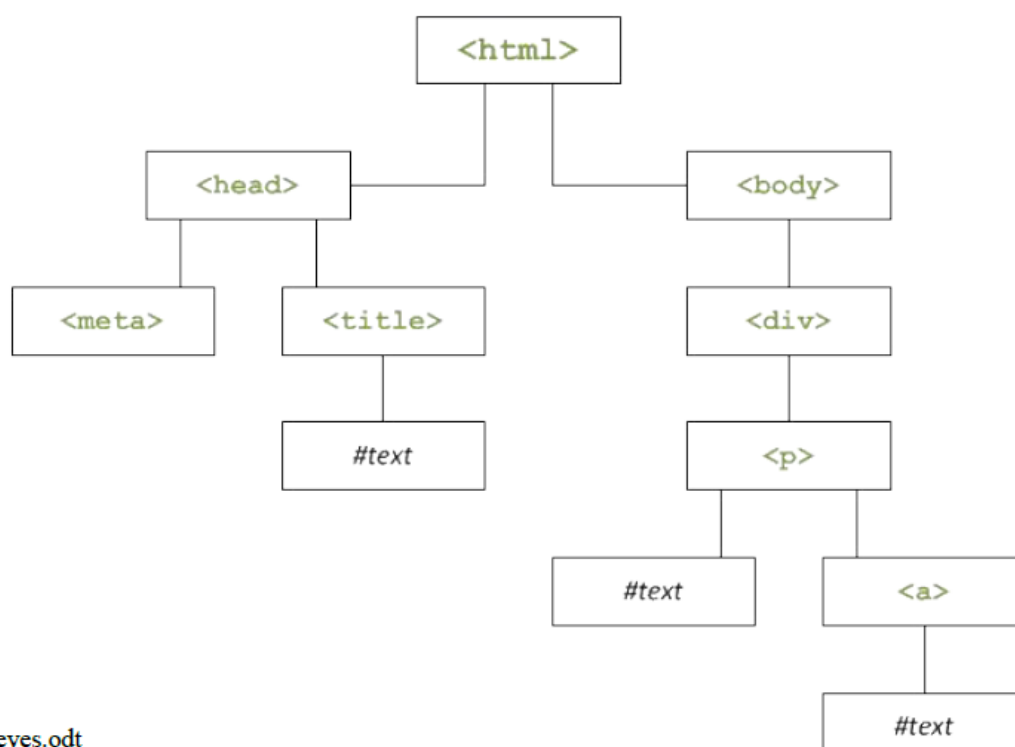 <html>
<head>
<body>
<meta>
<title>
<div>
#text
<p>
#text
<a>
#text
eves.odt